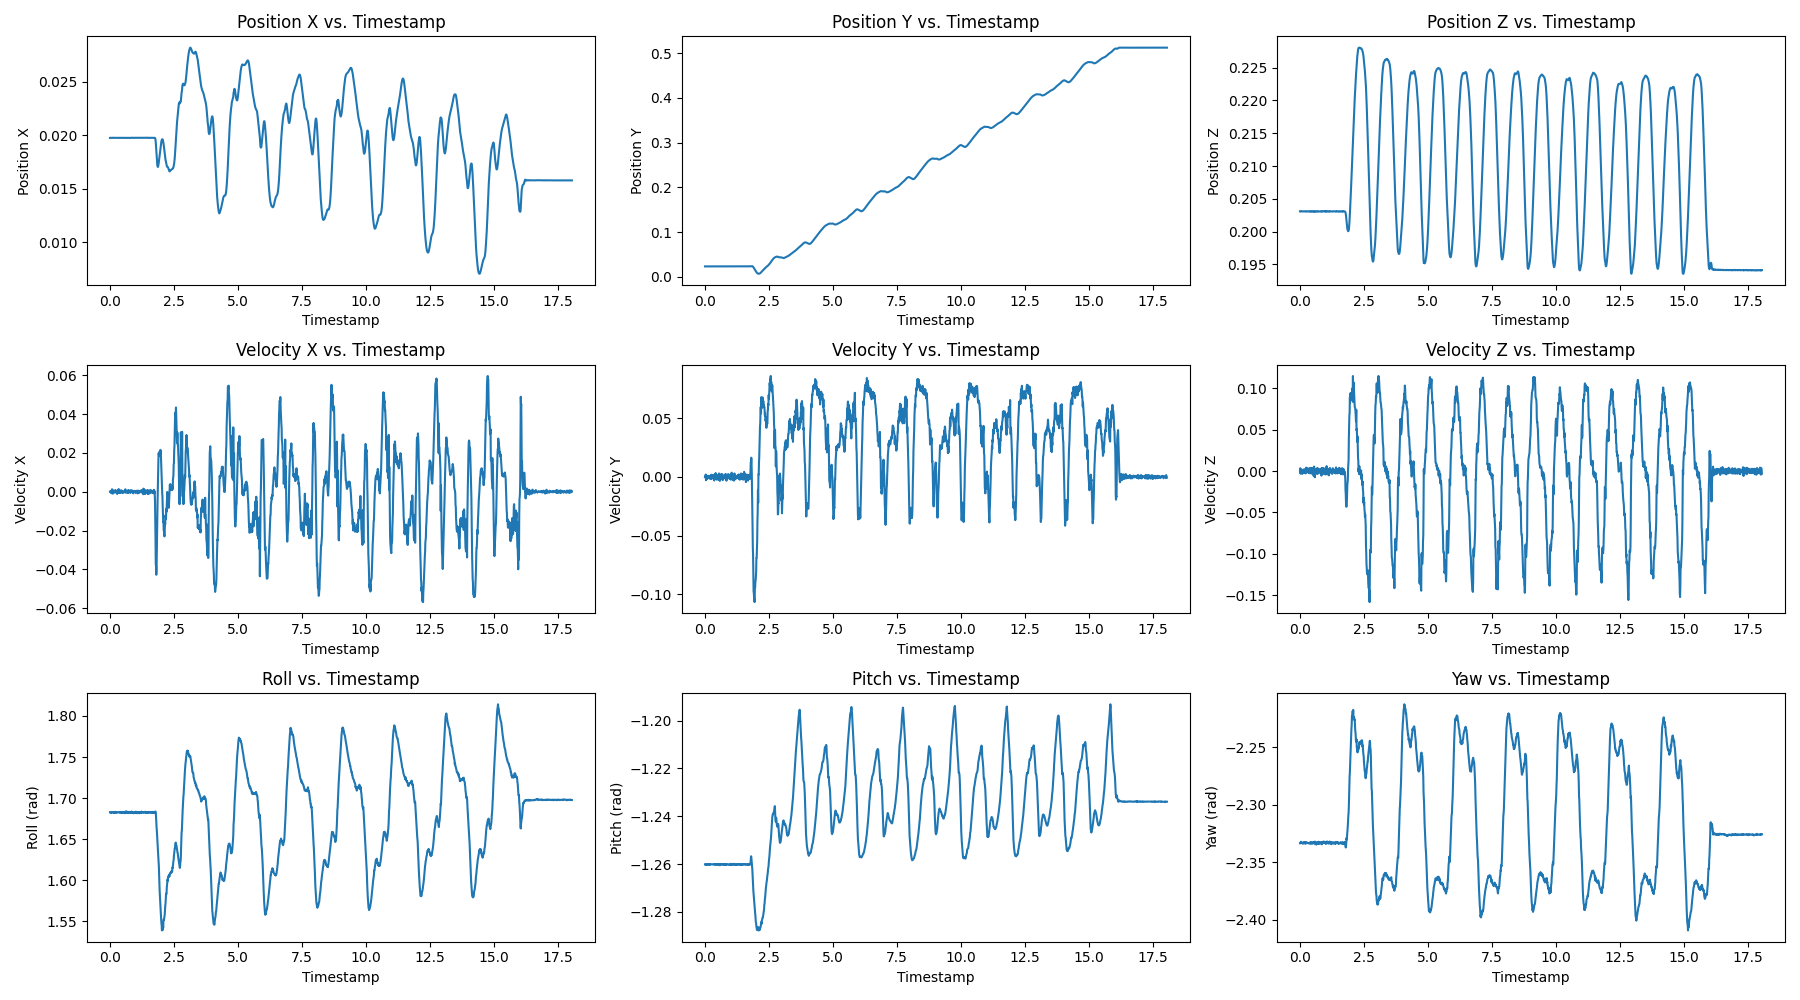 Position X vs. Timestamp
Position X
0.025
0.020
0.015
0.010
0.0 2.5 5.0 7.5 10.0 12.5 15.0 17.5
Timestamp
Position Y vs. Timestamp
Position Y
0.5
0.4
0.3
0.2
0.1
0.0
0.0 2.5 5.0 7.5 10.0 12.5 15.0 17.5
Timestamp
Position Z vs. Timestamp
Position Z
0.225
0.220
0.215
0.210
0.205
0.200
0.195
0.0 2.5 5.0 7.5 10.0 12.5 15.0 17.5
Timestamp
Velocity X vs. Timestamp
Velocity X
0.06
0.04
0.02
0.00
−0.02
−0.04
−0.06
0.0 2.5 5.0 7.5 10.0 12.5 15.0 17.5
Timestamp
Velocity Y vs. Timestamp
Velocity Y
0.05
0.00
−0.05
−0.10
0.0 2.5 5.0 7.5 10.0 12.5 15.0 17.5
Timestamp
Velocity Z vs. Timestamp
Velocity Z
0.10
0.05
0.00
−0.05
−0.10
−0.15
0.0 2.5 5.0 7.5 10.0 12.5 15.0 17.5
Timestamp
Roll vs. Timestamp
Roll (rad)
1.80
1.75
1.70
1.65
1.60
1.55
0.0 2.5 5.0 7.5 10.0 12.5 15.0 17.5
Timestamp
Pitch vs. Timestamp
Pitch (rad)
−1.20
−1.22
−1.24
−1.26
−1.28
0.0 2.5 5.0 7.5 10.0 12.5 15.0 17.5
Timestamp
Yaw vs. Timestamp
Yaw (rad)
−2.25
−2.30
−2.35
−2.40
0.0 2.5 5.0 7.5 10.0 12.5 15.0 17.5
Timestamp